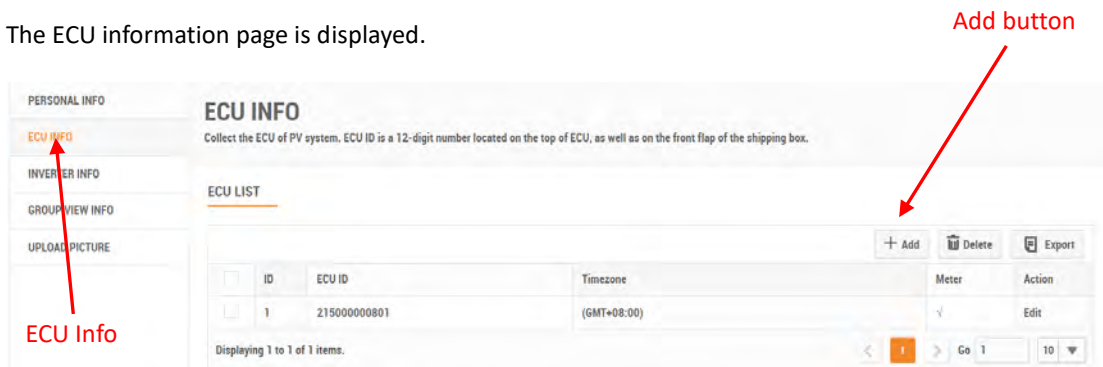 Add button
The ECU information page is displayed.
PERSONAL INFO
ECU INFO
INVERTER INFO
GROUP VIEW INFO
UPLOAD PICTURE
ECU Info
ECU INFO
Collect the ECU of PV system. ECU ID is a 12-digit number located on the top of ECU, as well as on the front flap of the shipping box.
ECU LIST
+ Add Delete Export
ID ECU ID Timezone Meter Action
1 215000000801 (GMT+08:00) √ Edit
Displaying 1 to 1 of 1 items. < 1 > Go 1 10